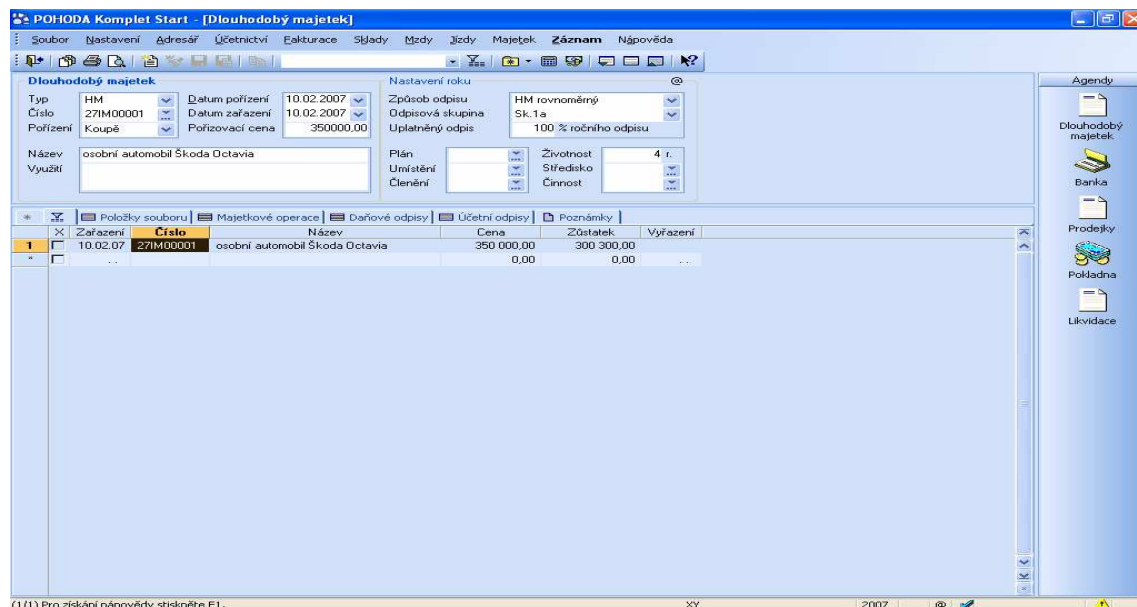 POHODA Komplet Start - [Dlouhodobý majetek]
Soubor Nastavení Adresář Účetnictví Fakturace Sklady Mzdy Jízdy Majetek Záznam Nápověda
Dlouhodobý majetek
Typ HM Datum pořízení 10.02.2007
Číslo 27IM00001 Datum zařazení 10.02.2007
Pořízení Koupě Pořizovací cena 350000,00
Název osobní automobil Škoda Octavia
Využití
Nastavení roku @
Způsob odpisu HM rovnoměrný
Odpisová skupina Sk.1a
Uplatněný odpis 100 % ročního odpisu
Plán Životnost 4 r.
Umístění Středisko
Členění Činnost
* Položky souboru Majetkové operace Daňové odpisy Účetní odpisy Poznámky
X Zařazení Číslo Název Cena Zůstatek Vyřazení
1 10.02.07 27IM00001 osobní automobil Škoda Octavia 350 000,00 300 300,00
* . . 0,00 0,00 . .
Agendy
Dlouhodobý
majetek
Banka
Prodejky
Pokladna
Likvidace
(1/1) Pro získání nápovědy stiskněte F1. XY 2007 @